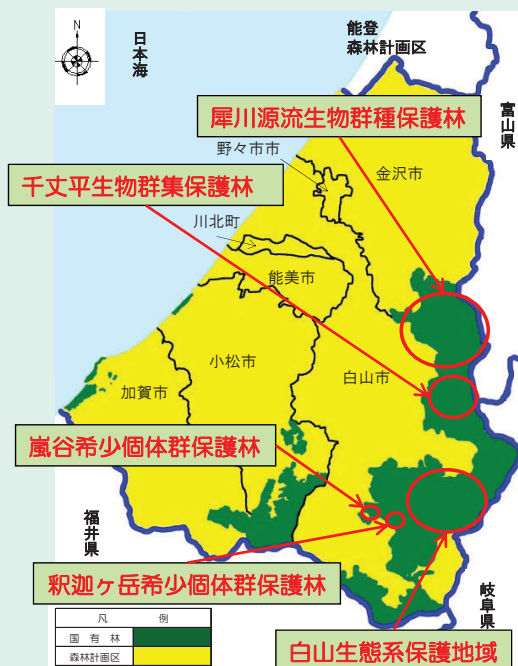 N
日本海
能登
森林計画区
富山県
犀川源流生物群種保護林
野々市市
金沢市
千丈平生物群集保護林
川北町
能美市
小松市
白山市
加賀市
嵐谷希少個体群保護林
福井県
釈迦ヶ岳希少個体群保護林
岐阜県
凡 例
国 有 林
森林計画区
白山生態系保護地域